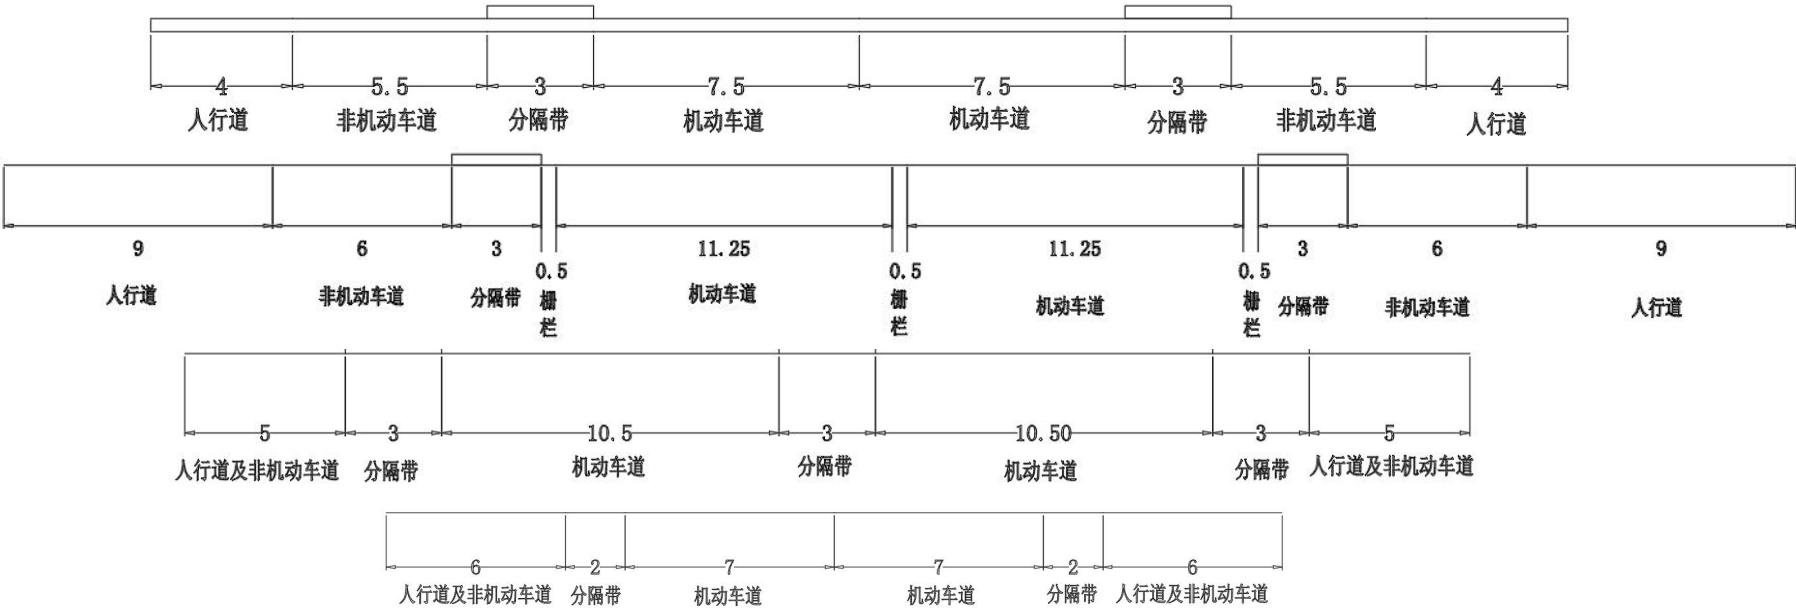 4 5.5 3 7.5 7.5 3 5.5 4
人行道 非机动车道 分隔带 机动车道 机动车道 分隔带 非机动车道 人行道
9 6 3 11.25 11.25 3 6 9
0.5 0.5 0.5
人行道 非机动车道 分隔带 栅栏 机动车道 栅栏 机动车道 栅栏 分隔带 非机动车道 人行道
5 3 10.5 3 10.50 3 5
人行道及非机动车道 分隔带 机动车道 分隔带 机动车道 分隔带 人行道及非机动车道
6 2 7 7 2 6
人行道及非机动车道 分隔带 机动车道 机动车道 分隔带 人行道及非机动车道